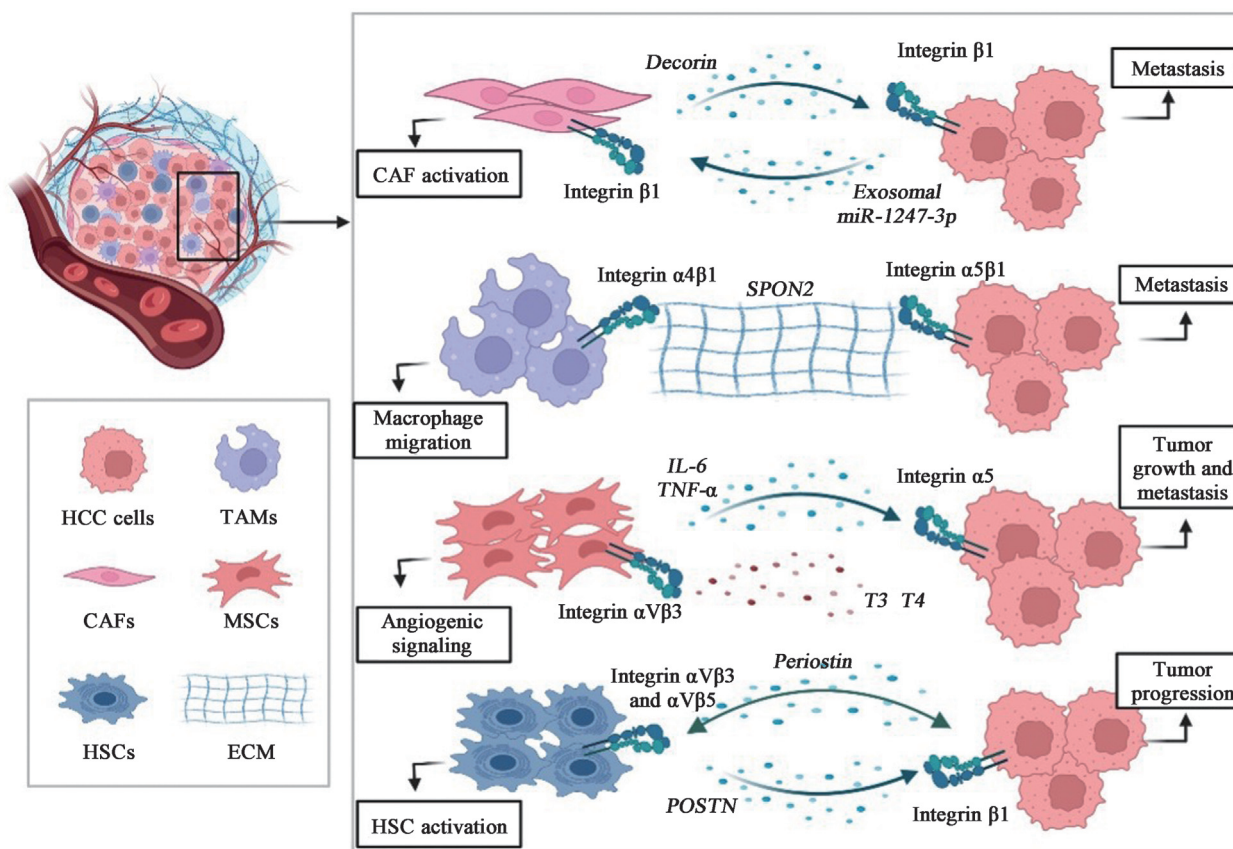 Decorin
Integrin β1
Metastasis
CAF activation
Integrin β1
Exosomal
miR-1247-3p
Integrin α4β1
SPON2
Integrin α5β1
Metastasis
Macrophage
migration
IL-6
TNF-α
Integrin α5
Tumor
growth and
metastasis
Integrin αVβ3
T3 T4
Angiogenic
signaling
Integrin αVβ3
and αVβ5
Periostin
Tumor
progression
POSTN
Integrin β1
HSC activation
HCC cells
TAMs
CAFs
MSCs
HSCs
ECM